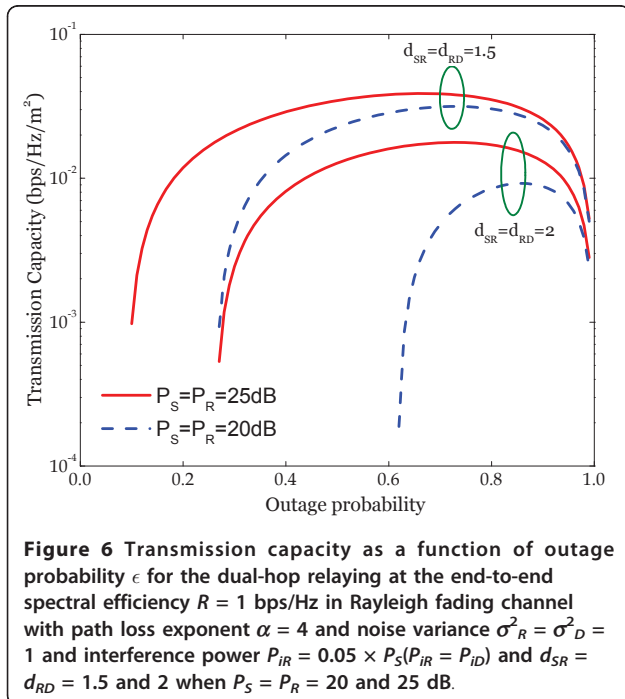 10⁻¹
10⁻²
10⁻³
10⁻⁴
Transmission Capacity (bps/Hz/m²)
d_SR=d_RD=1.5
d_SR=d_RD=2
P_S=P_R=25dB
P_S=P_R=20dB
0.0 0.2 0.4 0.6 0.8 1.0
Outage probability
Figure 6 Transmission capacity as a function of outage
probability ϵ for the dual-hop relaying at the end-to-end
spectral efficiency R = 1 bps/Hz in Rayleigh fading channel
with path loss exponent α = 4 and noise variance σ²_R = σ²_D =
1 and interference power P_iR = 0.05 × P_S(P_iR = P_iD) and d_SR =
d_RD = 1.5 and 2 when P_S = P_R = 20 and 25 dB.